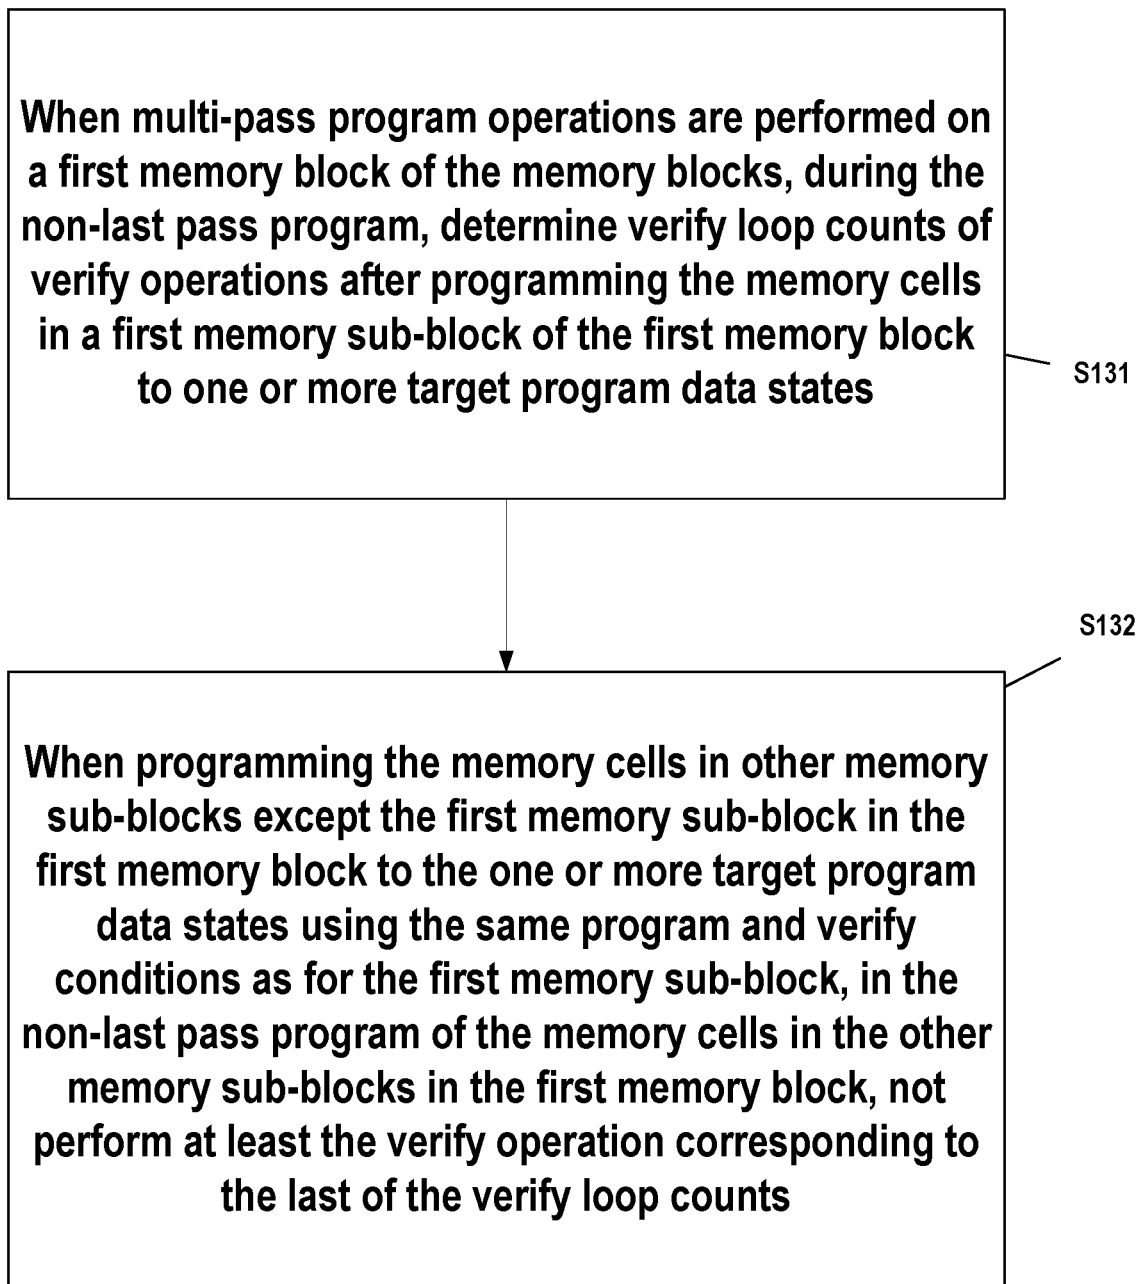 When multi-pass program operations are performed on
a first memory block of the memory blocks, during the
non-last pass program, determine verify loop counts of
verify operations after programming the memory cells
in a first memory sub-block of the first memory block
to one or more target program data states
S131
S132
When programming the memory cells in other memory
sub-blocks except the first memory sub-block in the
first memory block to the one or more target program
data states using the same program and verify
conditions as for the first memory sub-block, in the
non-last pass program of the memory cells in the other
memory sub-blocks in the first memory block, not
perform at least the verify operation corresponding to
the last of the verify loop counts